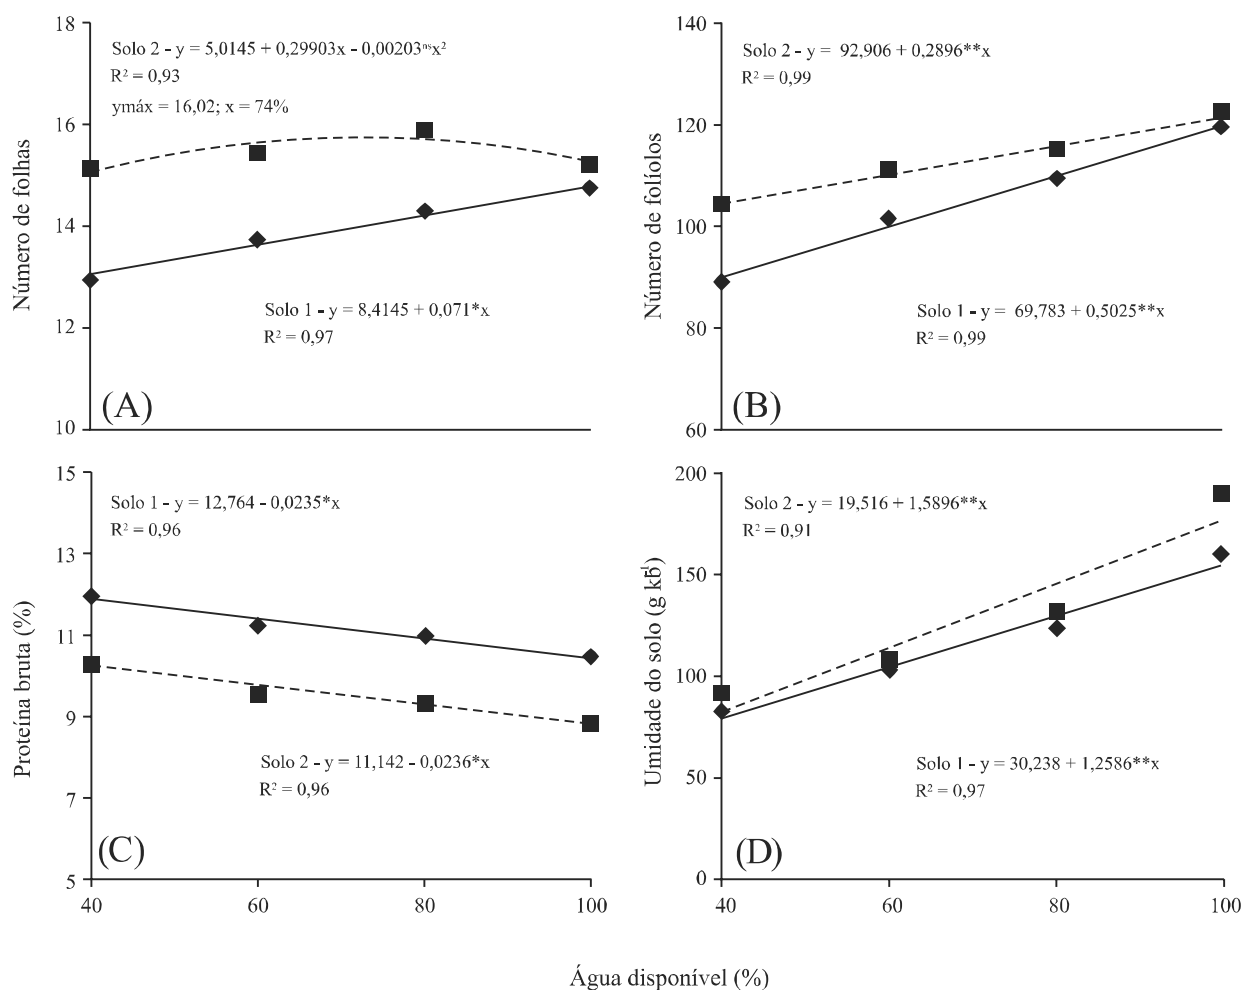 18
16
14
12
10
Número de folhas
Solo 2 - y = 5,0145 + 0,29903x - 0,00203ⁿˢx²
R² = 0,93
ymáx = 16,02; x = 74%
Solo 1 - y = 8,4145 + 0,071*x
R² = 0,97
(A)
140
120
100
80
60
Número de folíolos
Solo 2 - y = 92,906 + 0,2896**x
R² = 0,99
Solo 1 - y = 69,783 + 0,5025**x
R² = 0,99
(B)
15
13
11
9
7
5
Proteína bruta (%)
Solo 1 - y = 12,764 - 0,0235*x
R² = 0,96
Solo 2 - y = 11,142 - 0,0236*x
R² = 0,96
(C)
40 60 80 100
200
150
100
50
0
Umidade do solo (g
Solo 2 - y = 19,516 + 1,5896**x
R² = 0,91
Solo 1 - y = 30,238 + 1,2586**x
R² = 0,97
(D)
40 60 80 100
Água disponível (%)